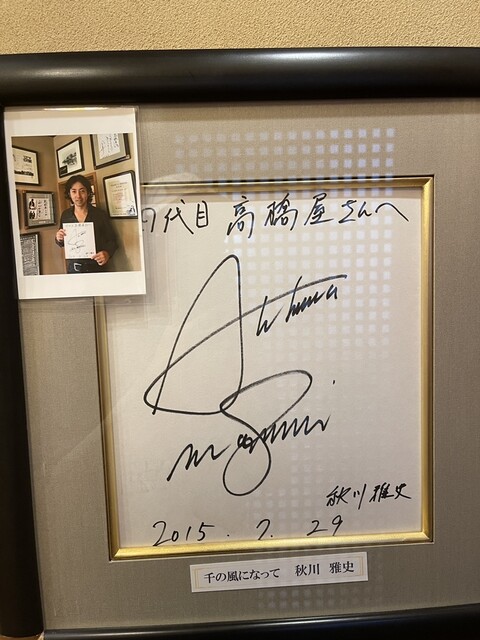 9代目 高橋屋さんへ
Akikawa
Masafumi
秋川雅史
2015.7.29
千の風になって 秋川 雅史